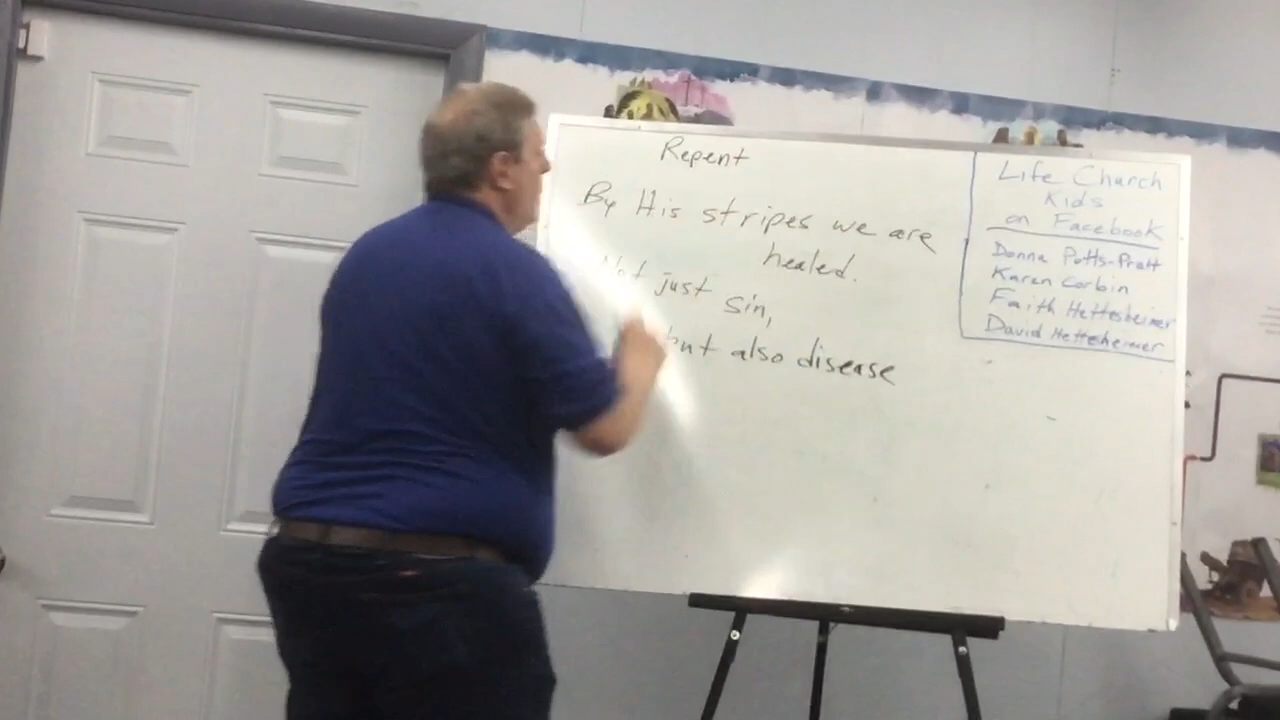 Repent
By His stripes we are
healed.
Not just sin,
but also disease
Life Church
Kids
on Facebook
Donna Potts-Pratt
Karen Corbin
Faith Hettesheimer
David Hettesheimer